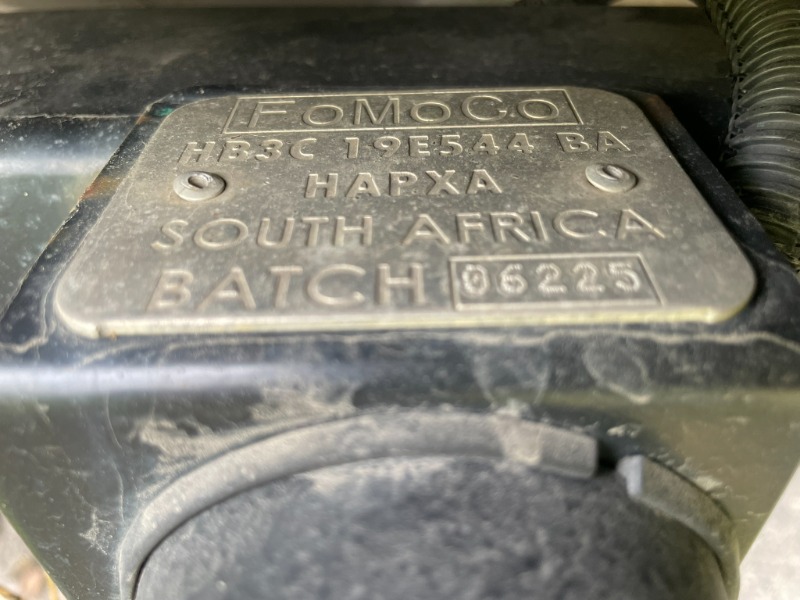 FoMoCo
HB3C 19E544 BA
HAPXA
SOUTH AFRICA
BATCH 06225